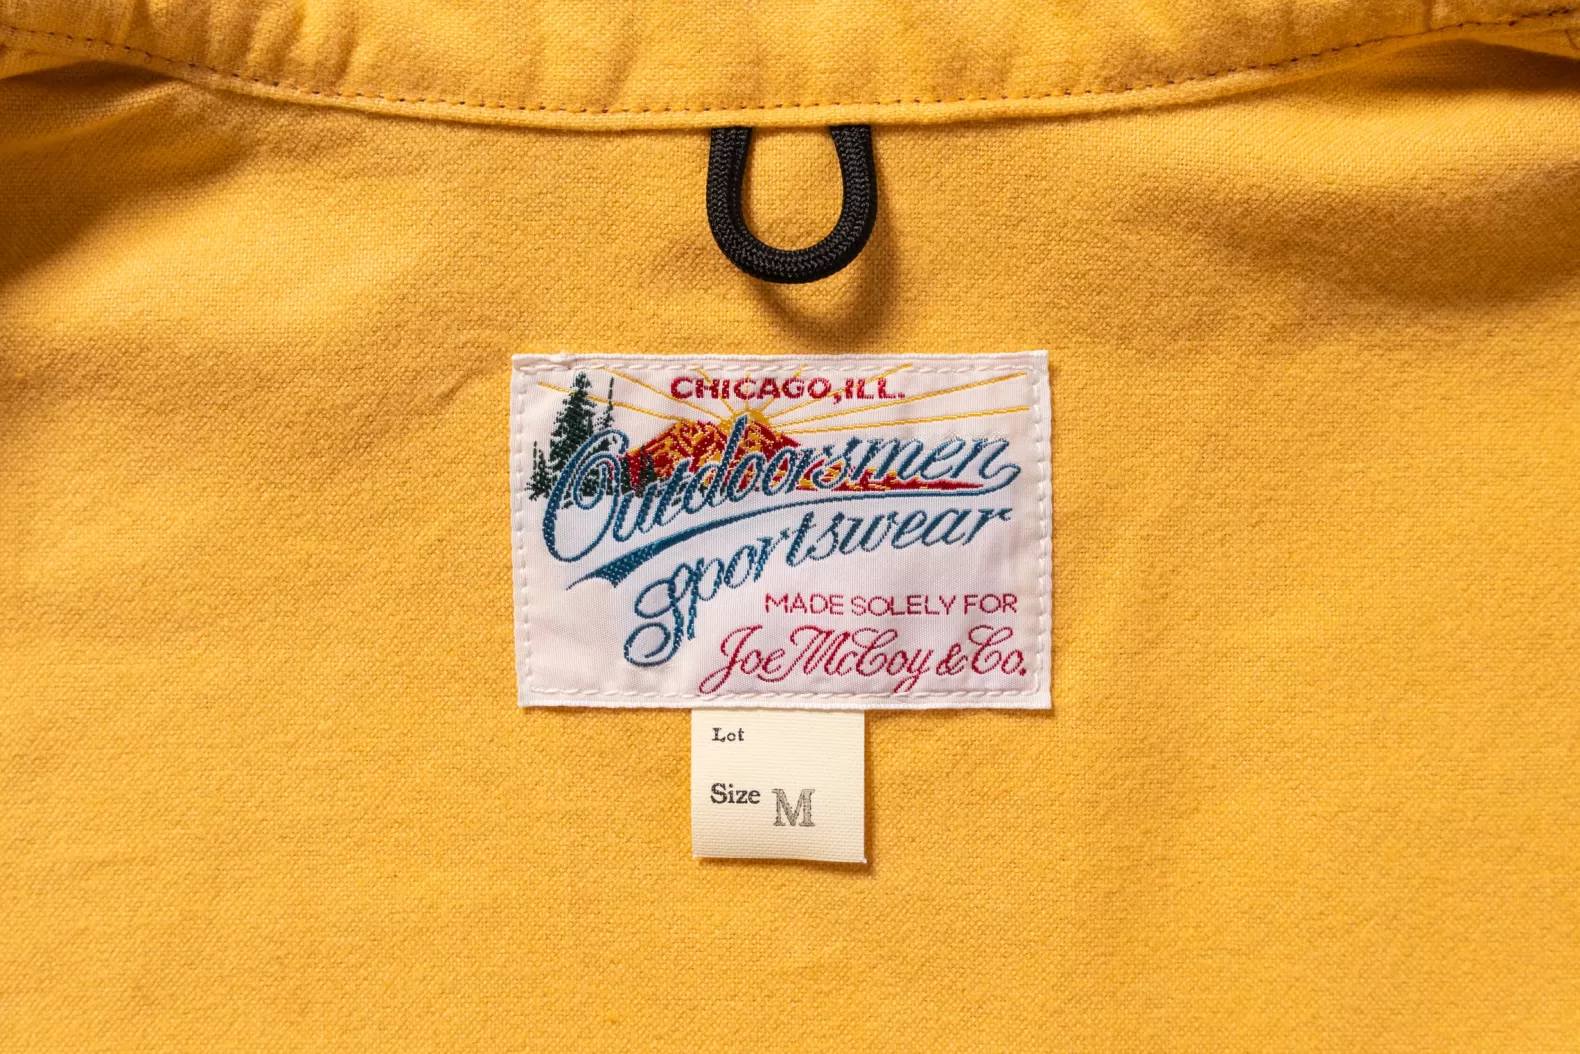 CHICAGO, ILL.
Outdoorsmen
Sportswear
MADE SOLELY FOR
Joe McCoy & Co.
Lot
Size M